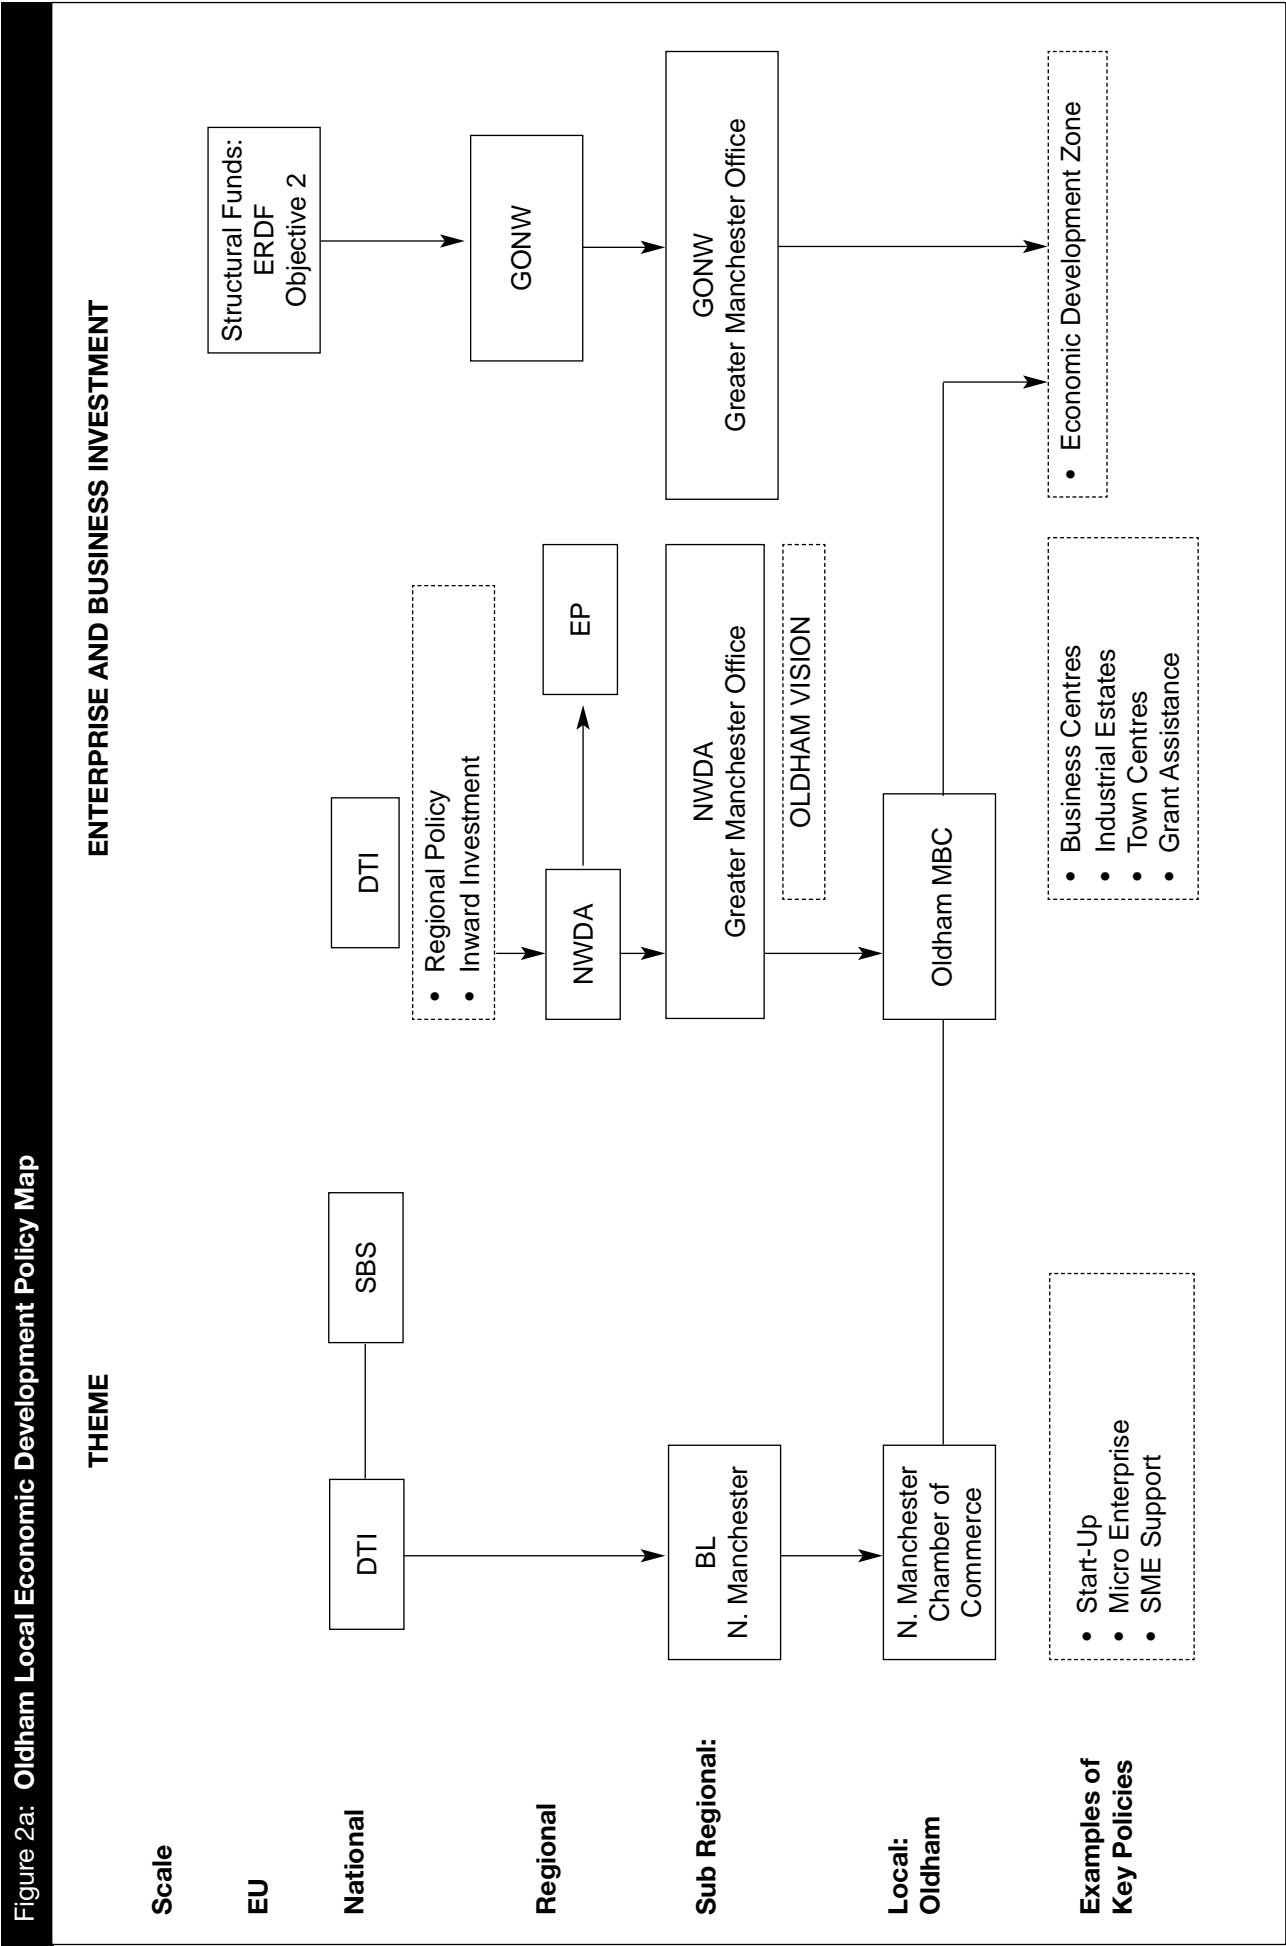 Figure 2a: Oldham Local Economic Development Policy Map
THEME
ENTERPRISE AND BUSINESS INVESTMENT
Scale
EU
Structural Funds:
ERDF
Objective 2
National
DTI
SBS
DTI
• Regional Policy
• Inward Investment
Regional
NWDA
EP
GONW
Sub Regional:
BL
N. Manchester
NWDA
Greater Manchester Office
OLDHAM VISION
GONW
Greater Manchester Office
Local:
Oldham
N. Manchester
Chamber of
Commerce
Oldham MBC
Examples of
Key Policies
• Start-Up
• Micro Enterprise
• SME Support
• Business Centres
• Industrial Estates
• Town Centres
• Grant Assistance
• Economic Development Zone